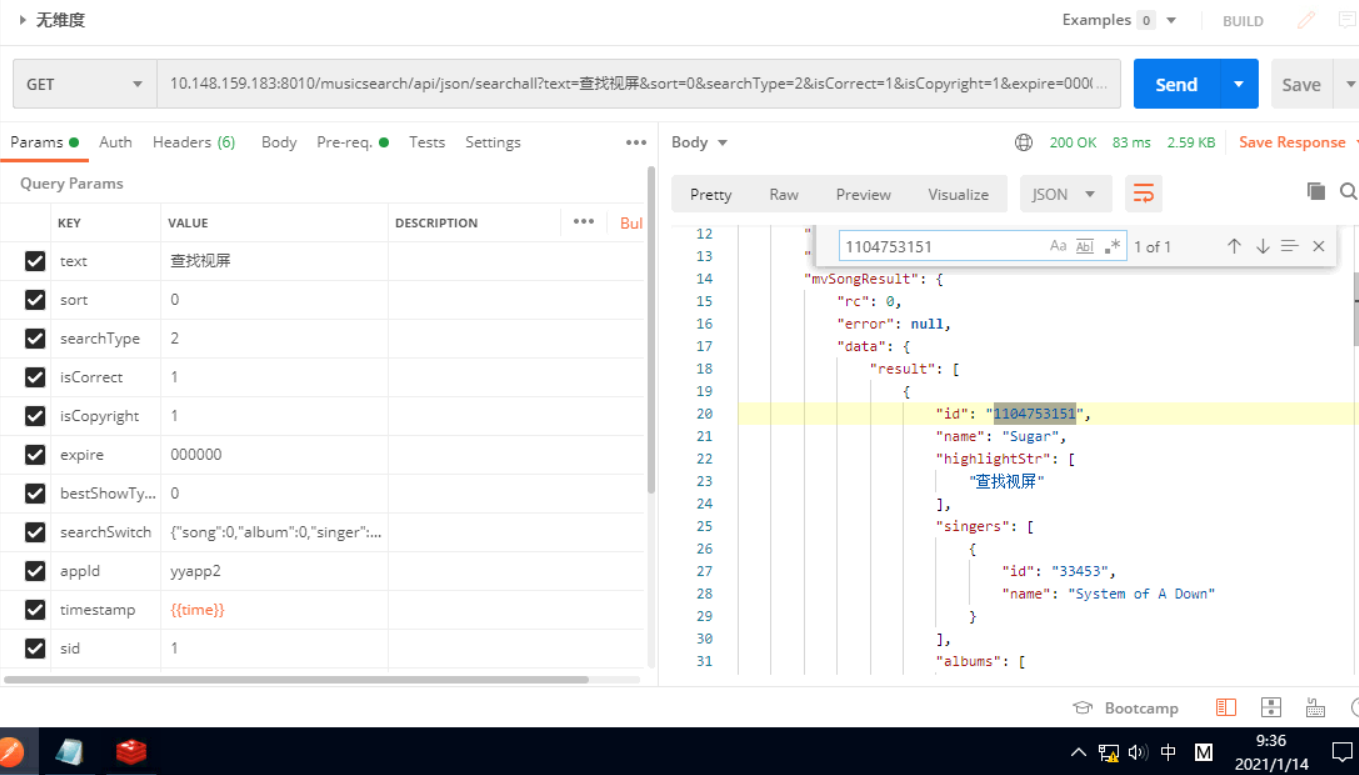 无维度
Examples 0
BUILD
GET
10.148.159.183:8010/musicsearch/api/json/searchall?text=查找视屏&sort=0&searchType=2&isCorrect=1&isCopyright=1&expire=000(...
Send
Save
Params
Auth
Headers (6)
Body
Pre-req.
Tests
Settings
•••
Query Params
KEY VALUE DESCRIPTION ••• Bul
text 查找视屏
sort 0
searchType 2
isCorrect 1
isCopyright 1
expire 000000
bestShowTy... 0
searchSwitch {"song":0,"album":0,"singer":...
appId yyapp2
timestamp {{time}}
sid 1
Body
200 OK 83 ms 2.59 KB Save Response
Pretty Raw Preview Visualize JSON
1104753151 Aa Abl .* 1 of 1
12 "
13 "
14 "mvSongResult": {
15 "rc": 0,
16 "error": null,
17 "data": {
18 "result": [
19 {
20 "id": "1104753151",
21 "name": "Sugar",
22 "highlightStr": [
23 "查找视屏"
24 ],
25 "singers": [
26 {
27 "id": "33453",
28 "name": "System of A Down"
29 }
30 ],
31 "albums": [
Bootcamp
中 M
9:36
2021/1/14